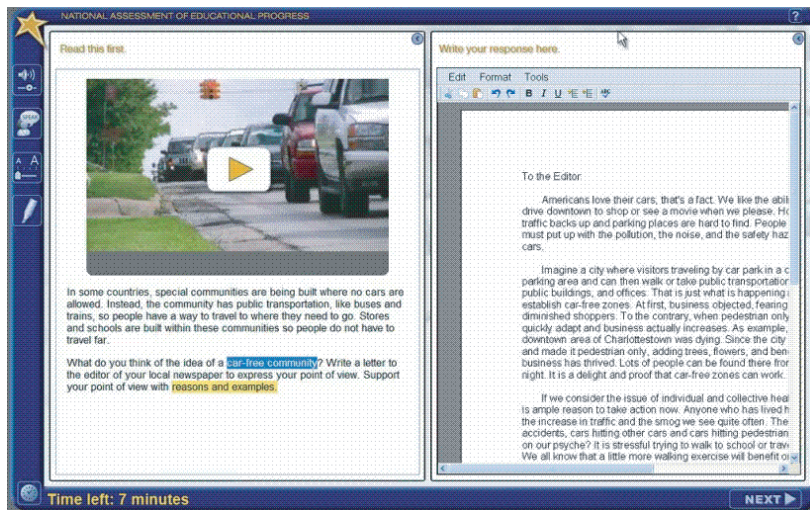 NATIONAL ASSESSMENT OF EDUCATIONAL PROGRESS
?
Read this first.
SPEAK
A A
In some countries, special communities are being built where no cars are
allowed. Instead, the community has public transportation, like buses and
trains, so people have a way to travel to where they need to go. Stores
and schools are built within these communities so people do not have to
travel far.
What do you think of the idea of a car-free community? Write a letter to
the editor of your local newspaper to express your point of view. Support
your point of view with reasons and examples.
Write your response here.
Edit Format Tools
B I U
To the Editor:
Americans love their cars, that's a fact. We like the abili
drive downtown to shop or see a movie when we please. Ho
traffic backs up and parking places are hard to find. People
must put up with the pollution, the noise, and the safety haz
cars.
Imagine a city where visitors traveling by car park in a c
parking area and can then walk or take public transportation
public buildings, and offices. That is just what is happening
establish car-free zones. At first, business objected, fearing
diminished shoppers. To the contrary, when pedestrian only
quickly adapt and business actually increases. As example,
downtown area of Charlottestown was dying. Since the city
and made it pedestrian only, adding trees, flowers, and ben
business has thrived. Lots of people can be found there from
night. It is a delight and proof that car-free zones can work.
If we consider the issue of individual and collective heal
is ample reason to take action now. Anyone who has lived h
the increase in traffic and the smog we see quite often. The
accidents, cars hitting other cars and cars hitting pedestrian
on our psyche? It is stressful trying to walk to school or trav
We all know that a little more walking exercise will benefit
Time left: 7 minutes
NEXT